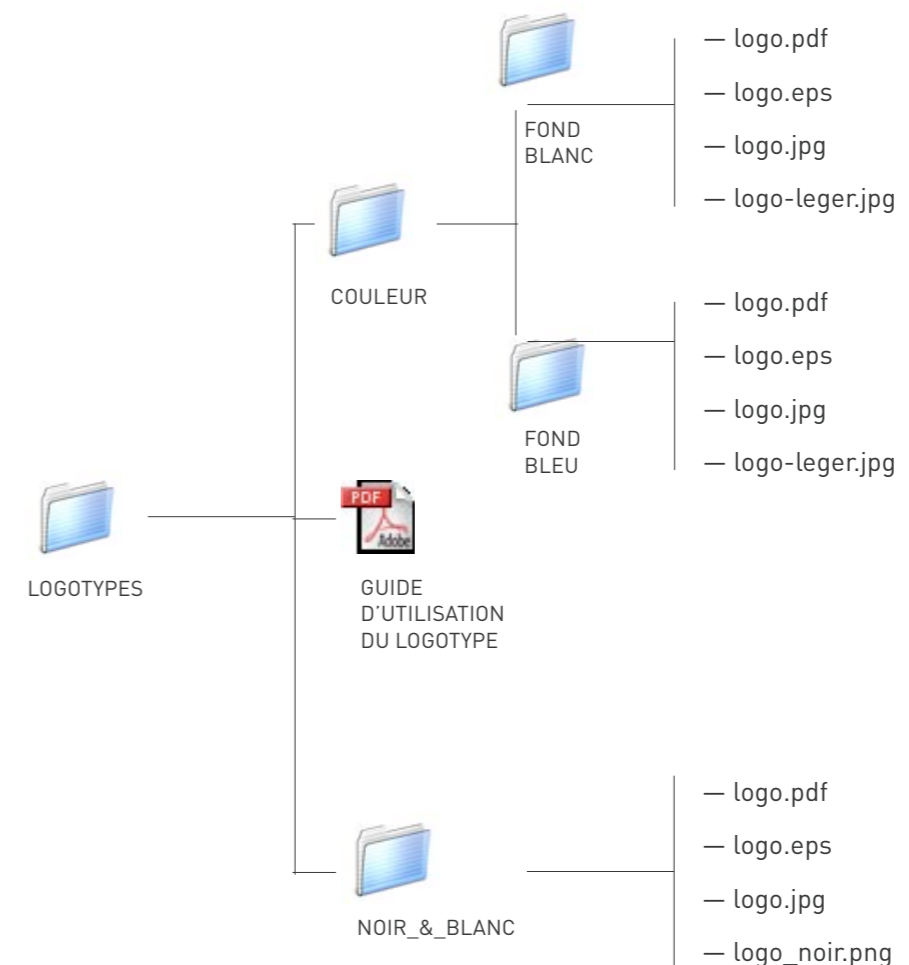 — logo.pdf
— logo.eps
— logo.jpg
— logo-leger.jpg
FOND
BLANC
COULEUR
— logo.pdf
— logo.eps
— logo.jpg
— logo-leger.jpg
FOND
BLEU
LOGOTYPES
PDF
Adobe
GUIDE
D’UTILISATION
DU LOGOTYPE
NOIR_&_BLANC
— logo.pdf
— logo.eps
— logo.jpg
— logo_noir.png